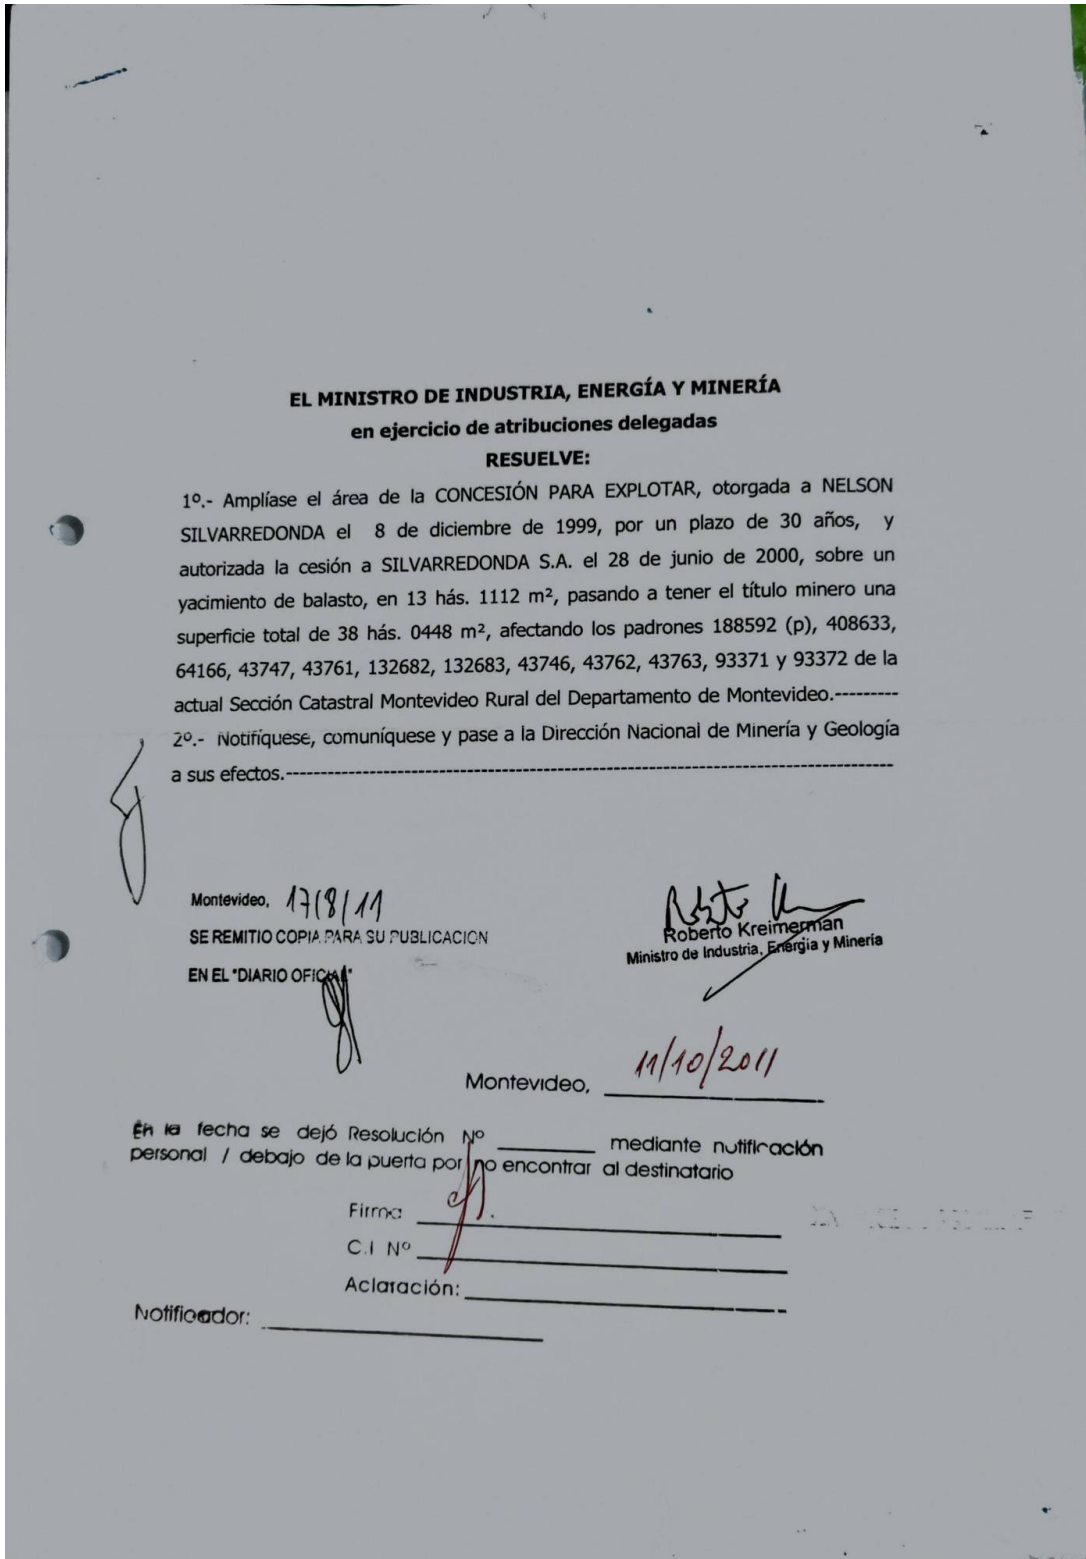 EL MINISTRO DE INDUSTRIA, ENERGÍA Y MINERÍA
en ejercicio de atribuciones delegadas
RESUELVE:
1º.- Amplíase el área de la CONCESIÓN PARA EXPLOTAR, otorgada a NELSON
SILVARREDONDA el 8 de diciembre de 1999, por un plazo de 30 años, y
autorizada la cesión a SILVARREDONDA S.A. el 28 de junio de 2000, sobre un
yacimiento de balasto, en 13 hás. 1112 m², pasando a tener el título minero una
superficie total de 38 hás. 0448 m², afectando los padrones 188592 (p), 408633,
64166, 43747, 43761, 132682, 132683, 43746, 43762, 43763, 93371 y 93372 de la
actual Sección Catastral Montevideo Rural del Departamento de Montevideo.---------
2º.- Notifíquese, comuníquese y pase a la Dirección Nacional de Minería y Geología
a sus efectos.----------------------------------------------------------------------------------------
Montevideo, 17/8/11
SE REMITIO COPIA PARA SU PUBLICACION
EN EL "DIARIO OFICIAL"
Roberto Kreimerman
Ministro de Industria, Energía y Minería
Montevideo, 11/10/2011
En la fecha se dejó Resolución Nº ________ mediante notificación
personal / debajo de la puerta por no encontrar al destinatario
Firma
C.I Nº
Aclaración:
Notificador: